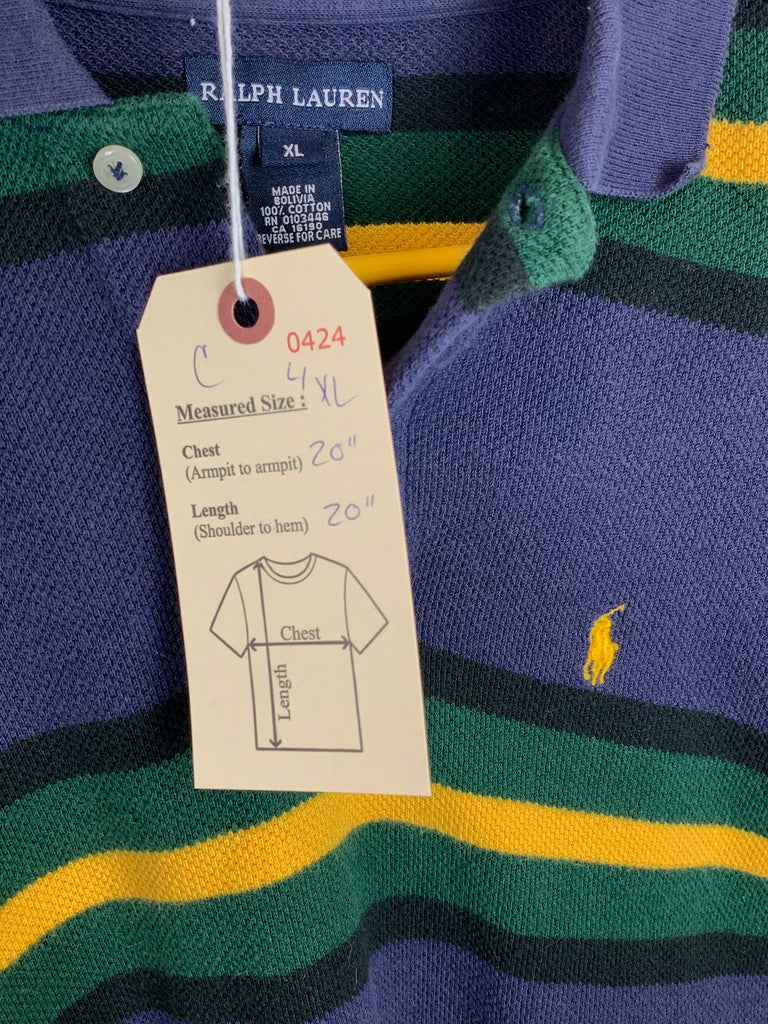 RALPH LAUREN
XL
MADE IN
BOLIVIA
100% COTTON
RN 0103446
CA 16190
REVERSE FOR CARE
0424
C 4 XL
Measured Size :
Chest 20"
(Armpit to armpit)
Length 20"
(Shoulder to hem)
Chest
Length